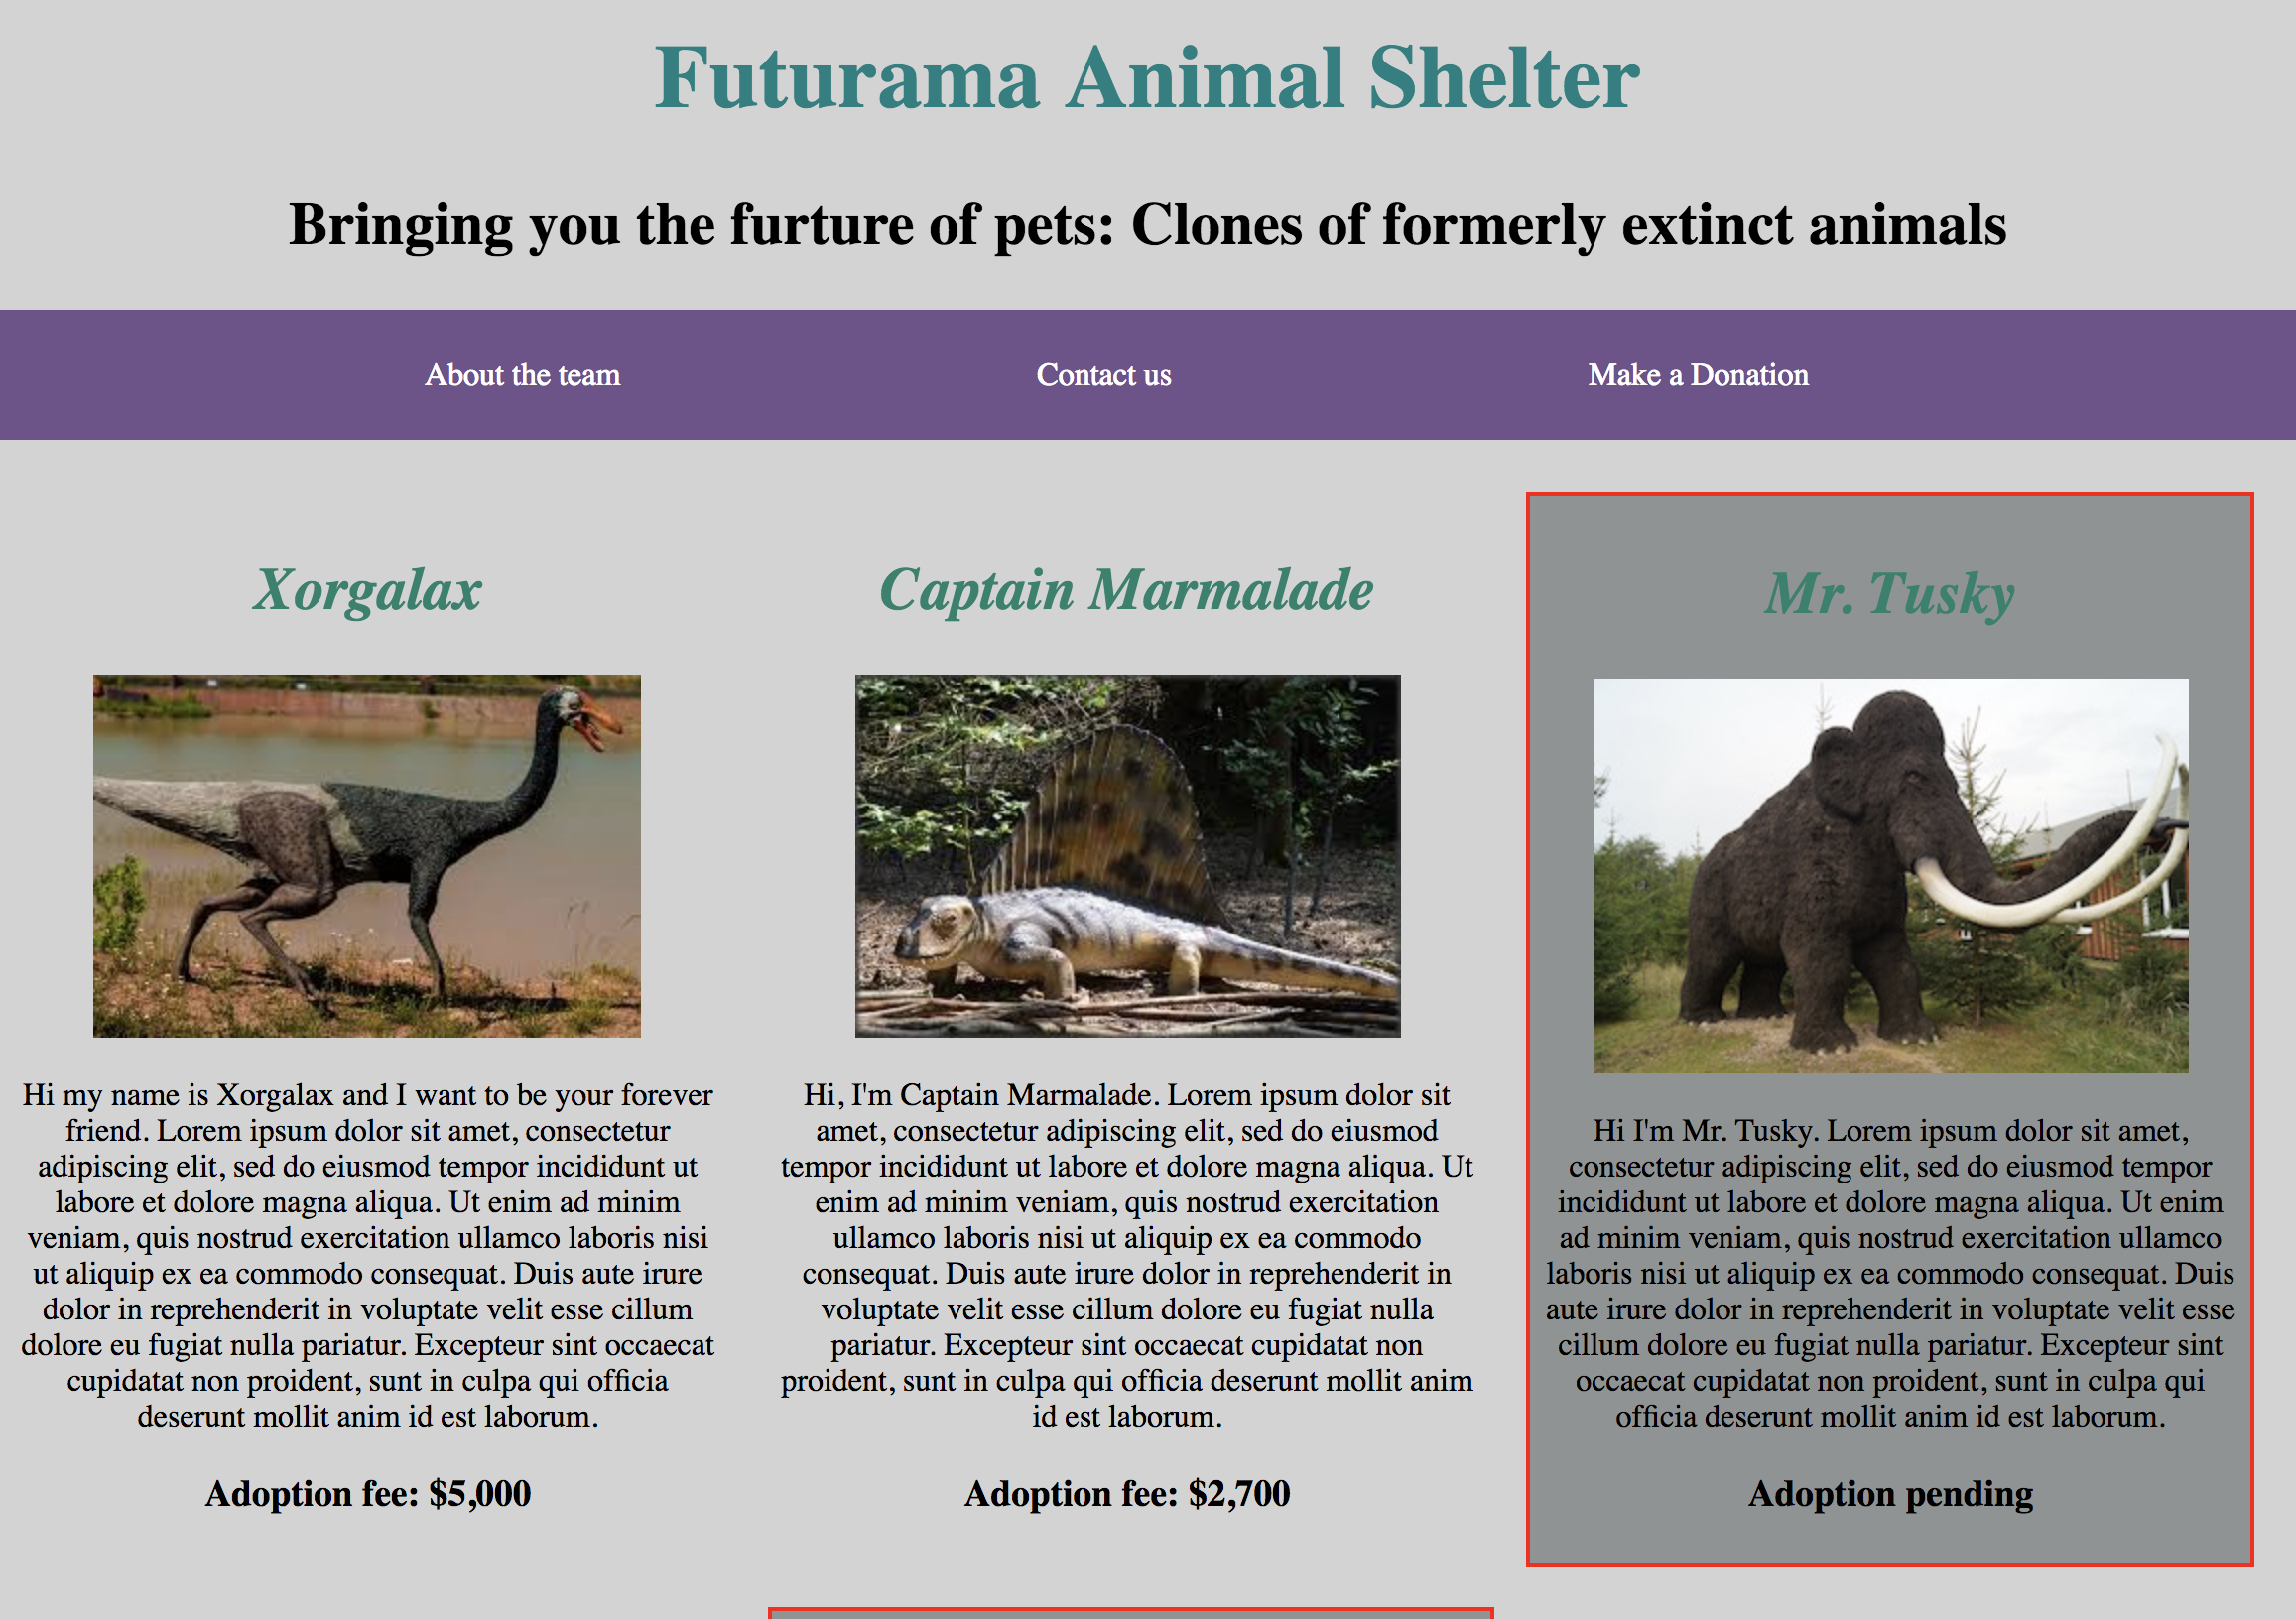 Futurama Animal Shelter
Bringing you the furture of pets: Clones of formerly extinct animals
About the team
Contact us
Make a Donation
Xorgalax
Hi my name is Xorgalax and I want to be your forever
friend. Lorem ipsum dolor sit amet, consectetur
adipiscing elit, sed do eiusmod tempor incididunt ut
labore et dolore magna aliqua. Ut enim ad minim
veniam, quis nostrud exercitation ullamco laboris nisi
ut aliquip ex ea commodo consequat. Duis aute irure
dolor in reprehenderit in voluptate velit esse cillum
dolore eu fugiat nulla pariatur. Excepteur sint occaecat
cupidatat non proident, sunt in culpa qui officia
deserunt mollit anim id est laborum.
Adoption fee: $5,000
Captain Marmalade
Hi, I'm Captain Marmalade. Lorem ipsum dolor sit
amet, consectetur adipiscing elit, sed do eiusmod
tempor incididunt ut labore et dolore magna aliqua. Ut
enim ad minim veniam, quis nostrud exercitation
ullamco laboris nisi ut aliquip ex ea commodo
consequat. Duis aute irure dolor in reprehenderit in
voluptate velit esse cillum dolore eu fugiat nulla
pariatur. Excepteur sint occaecat cupidatat non
proident, sunt in culpa qui officia deserunt mollit anim
id est laborum.
Adoption fee: $2,700
Mr. Tusky
Hi I'm Mr. Tusky. Lorem ipsum dolor sit amet,
consectetur adipiscing elit, sed do eiusmod tempor
incididunt ut labore et dolore magna aliqua. Ut enim
ad minim veniam, quis nostrud exercitation ullamco
laboris nisi ut aliquip ex ea commodo consequat. Duis
aute irure dolor in reprehenderit in voluptate velit esse
cillum dolore eu fugiat nulla pariatur. Excepteur sint
occaecat cupidatat non proident, sunt in culpa qui
officia deserunt mollit anim id est laborum.
Adoption pending